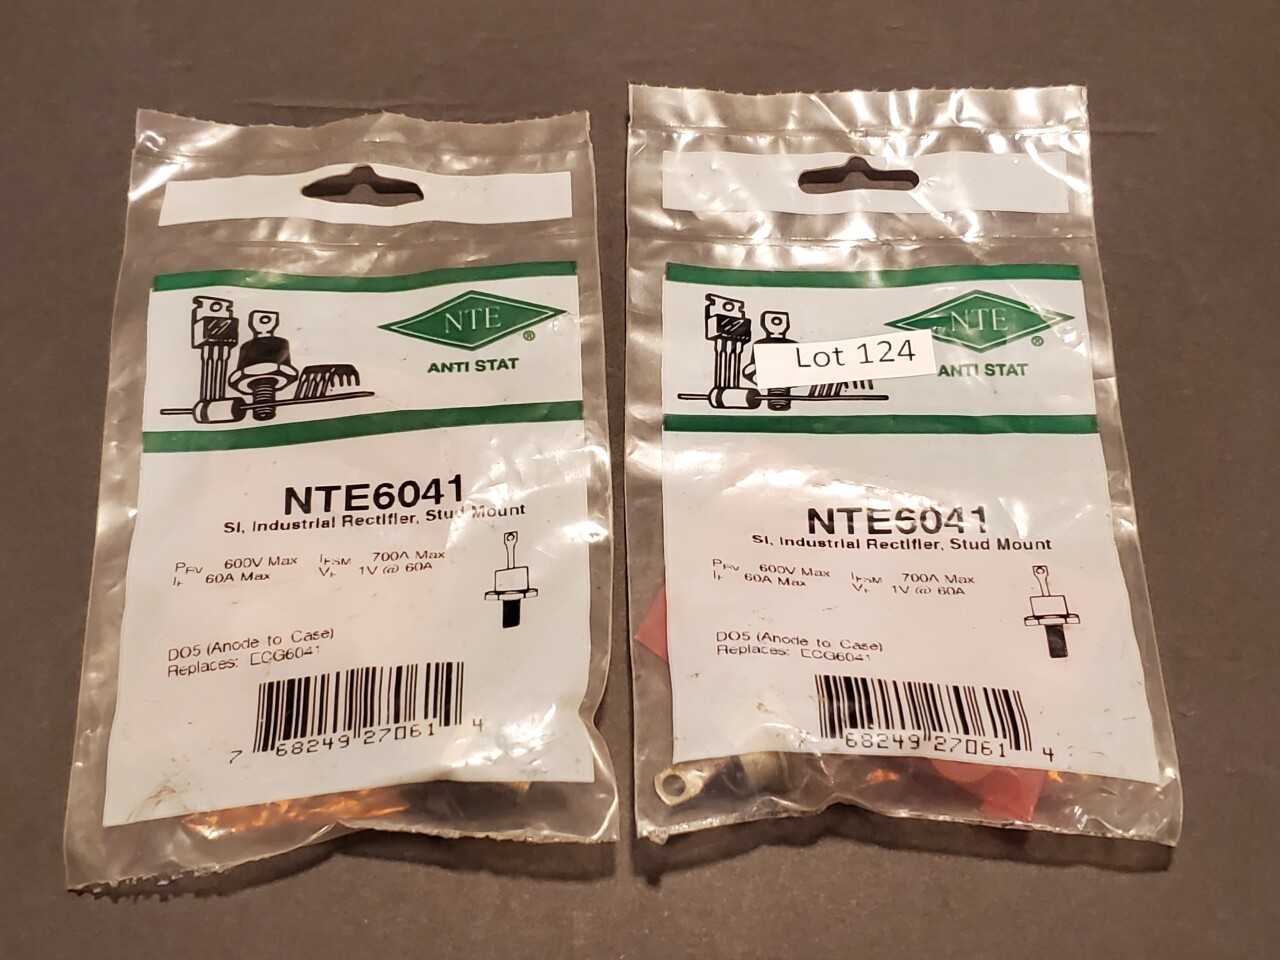 NTE
®
ANTI STAT
NTE6041
SI, Industrial Rectifier, Stud Mount
PRV 600V Max IFSM 700A Max
IF 60A Max VF 1V @ 60A
DO5 (Anode to Case)
Replaces: ECG6041
7 68249 27061 4
NTE
®
Lot 124
ANTI STAT
NTE6041
SI, Industrial Rectifier, Stud Mount
PRV 600V Max IFSM 700A Max
IF 60A Max VF 1V @ 60A
DO5 (Anode to Case)
Replaces: ECG6041
7 68249 27061 4